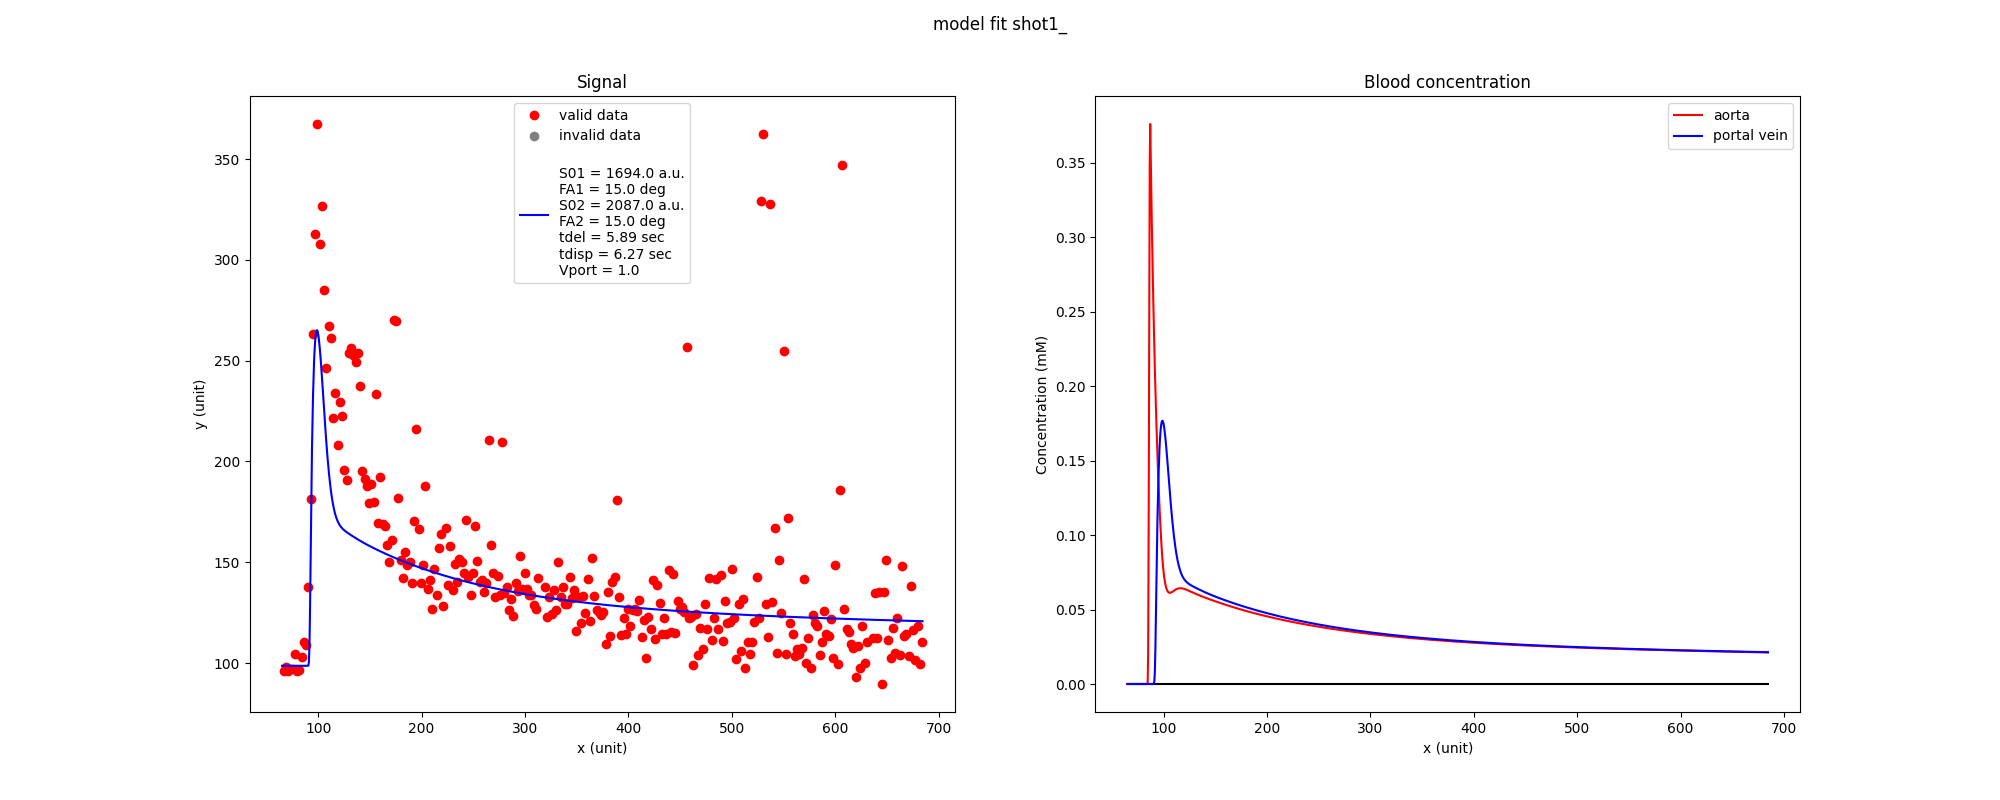 model fit shot1_
Signal
y (unit)
350
300
250
200
150
100
100 200 300 400 500 600 700
x (unit)
valid data
invalid data
S01 = 1694.0 a.u.
FA1 = 15.0 deg
S02 = 2087.0 a.u.
FA2 = 15.0 deg
tdel = 5.89 sec
tdisp = 6.27 sec
Vport = 1.0
Blood concentration
Concentration (mM)
0.35
0.30
0.25
0.20
0.15
0.10
0.05
0.00
100 200 300 400 500 600 700
x (unit)
aorta
portal vein